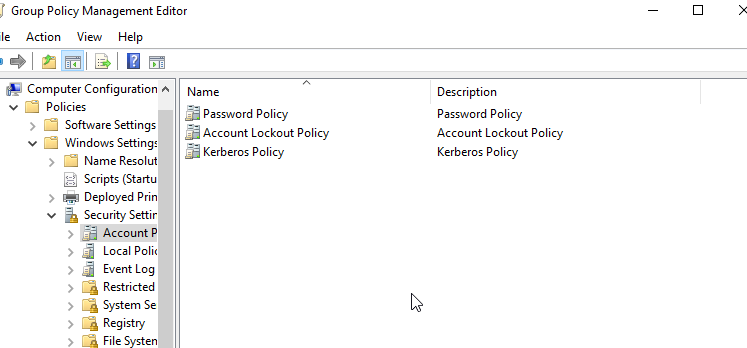 Group Policy Management Editor
ile Action View Help
Computer Configuration
Policies
Software Settings
Windows Settings
Name Resolut
Scripts (Startu
Deployed Prin
Security Settin
Account P
Local Polic
Event Log
Restricted
System Se
Registry
File System
Name Description
Password Policy Password Policy
Account Lockout Policy Account Lockout Policy
Kerberos Policy Kerberos Policy